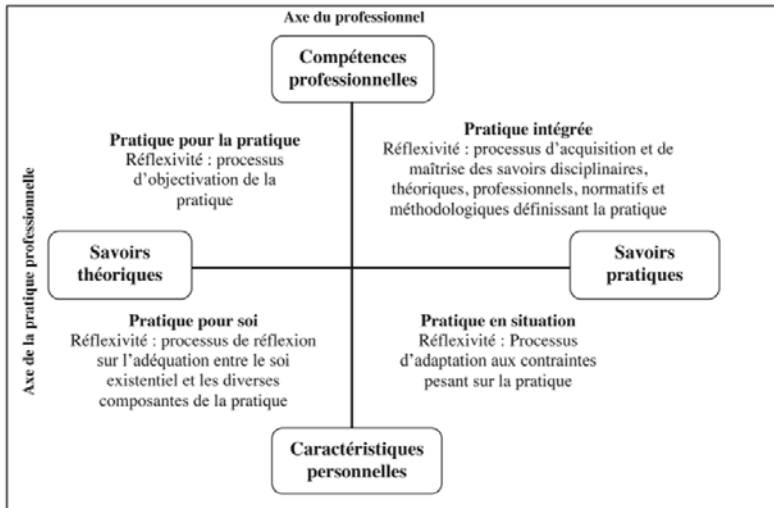 Axe du professionnel
Compétences
professionnelles
Pratique pour la pratique
Réflexivité : processus
d'objectivation de la
pratique
Pratique intégrée
Réflexivité : processus d'acquisition et de
maîtrise des savoirs disciplinaires,
théoriques, professionnels, normatifs et
méthodologiques définissant la pratique
Axe de la pratique professionnelle
Savoirs
théoriques
Savoirs
pratiques
Pratique pour soi
Réflexivité : processus de réflexion
sur l'adéquation entre le soi
existentiel et les diverses
composantes de la pratique
Pratique en situation
Réflexivité : Processus
d'adaptation aux contraintes
pesant sur la pratique
Caractéristiques
personnelles